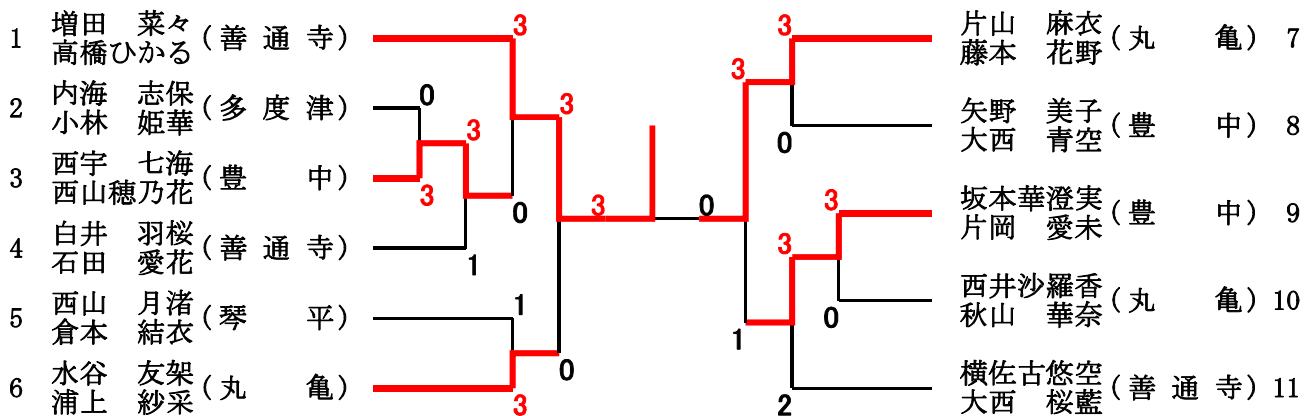 1 増田 菜々
髙橋ひかる (善通寺)
2 内海 志保
小林 姫華 (多度津)
3 西宇 七海
西山穂乃花 (豊 中)
4 白井 羽桜
石田 愛花 (善通寺)
5 西山 月渚
倉本 結衣 (琴 平)
6 水谷 友架
浦上 紗采 (丸 亀)
3
0
3
3
3
0
1
1
3
0
3
3
0
3
3
0
3
3
0
1
2
片山 麻衣
藤本 花野 (丸 亀) 7
矢野 美子
大西 青空 (豊 中) 8
坂本華澄実
片岡 愛未 (豊 中) 9
西井沙羅香
秋山 華奈 (丸 亀) 10
横佐古悠空
大西 桜藍 (善通寺) 11